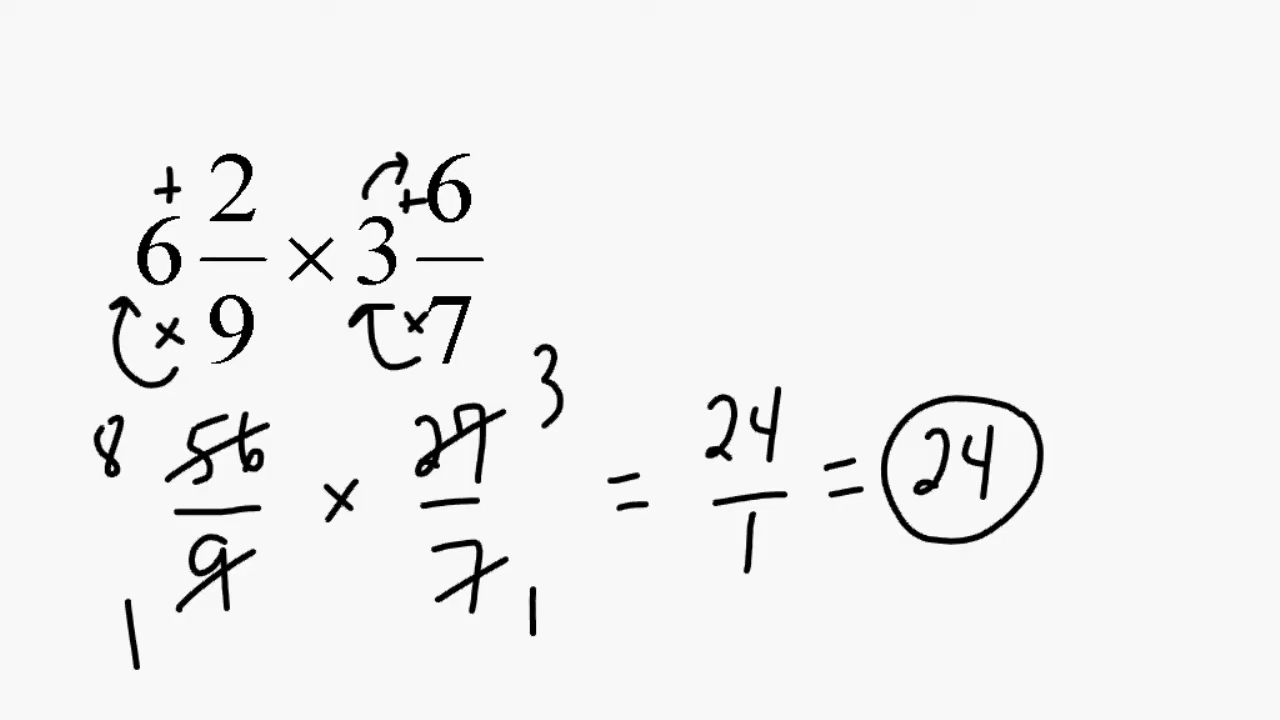 6 2/9 × 3 6/7
+ × + ×
8 56/9 1 × 27/7 3 1 = 24/1 = 24